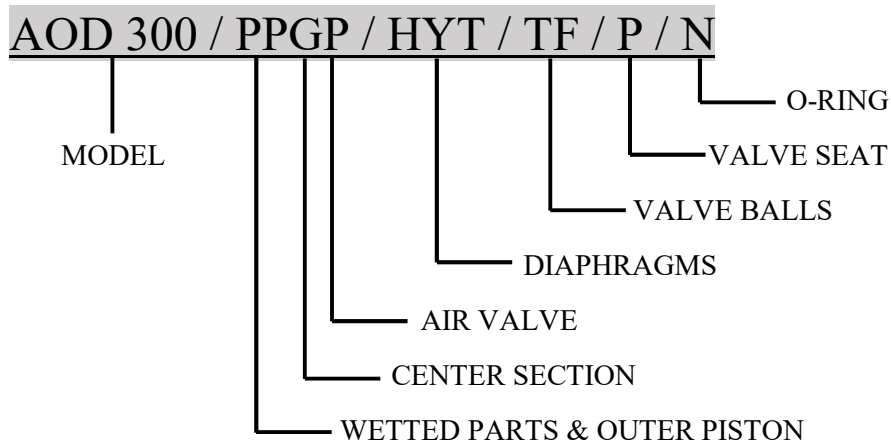 AOD 300 / PPGP / HYT / TF / P / N
O-RING
MODEL
VALVE SEAT
VALVE BALLS
DIAPHRAGMS
AIR VALVE
CENTER SECTION
WETTED PARTS & OUTER PISTON